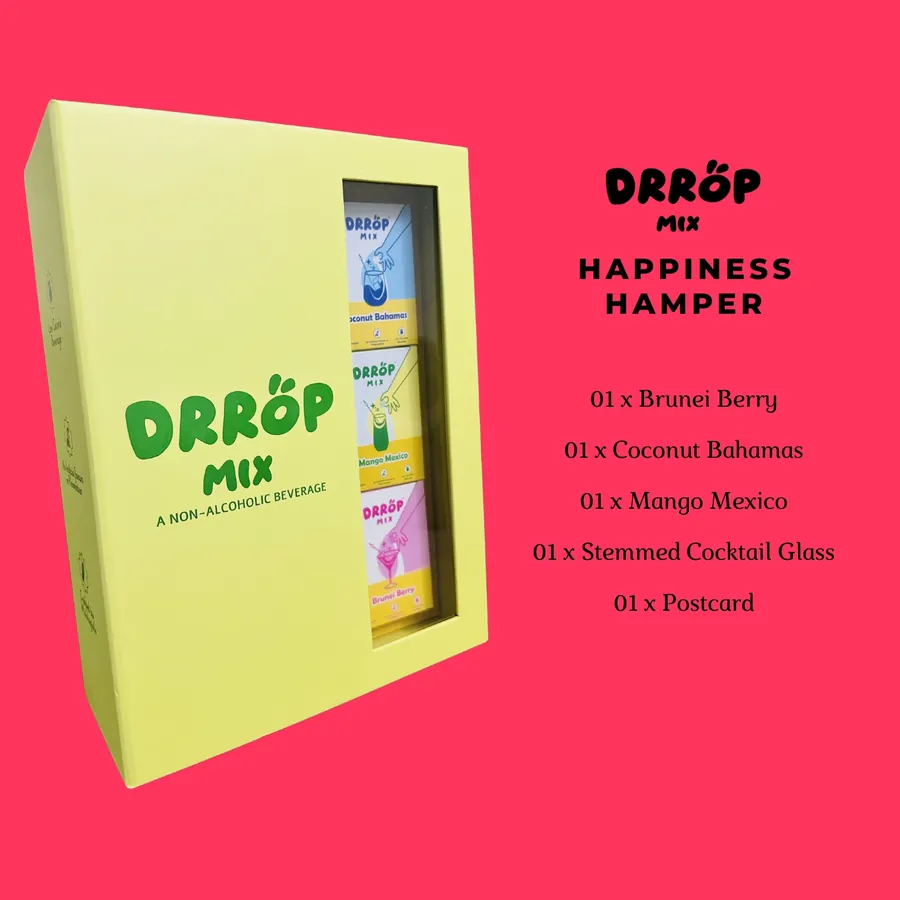 DRRÖP
MIX
A NON-ALCOHOLIC BEVERAGE
DRRÖP
MIX
oconut Bahamas
DRRÖP
MIX
Mango Mexico
DRRÖP
MIX
Brunei Berry
DRRÖP
MIX
HAPPINESS
HAMPER
01 x Brunei Berry
01 x Coconut Bahamas
01 x Mango Mexico
01 x Stemmed Cocktail Glass
01 x Postcard